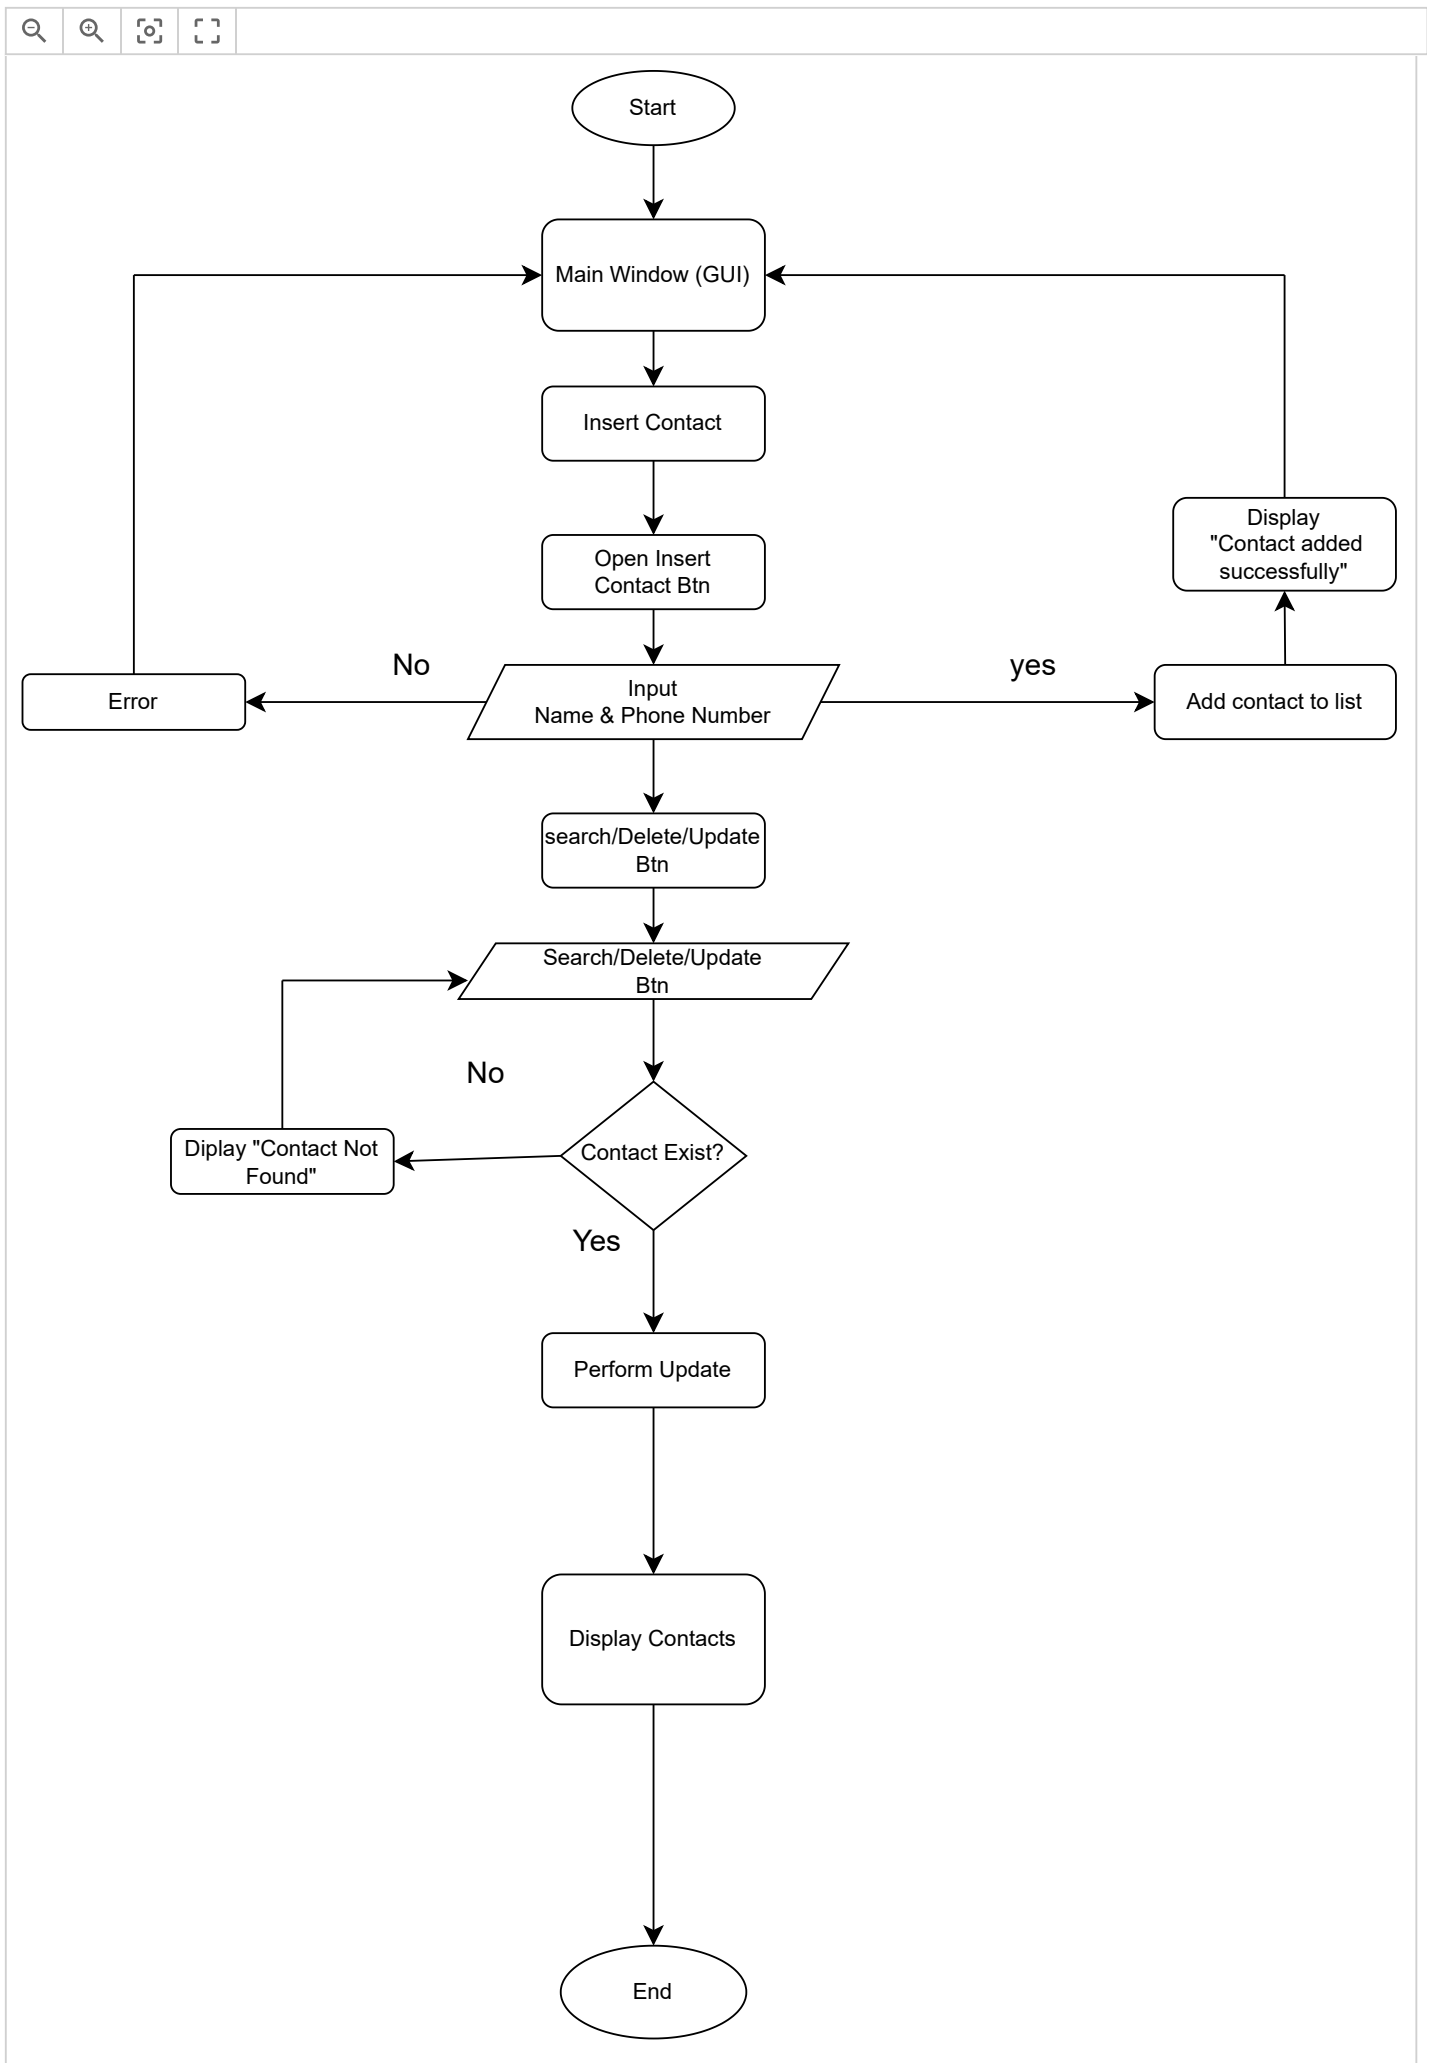 Start
Main Window (GUI)
Insert Contact
Display
"Contact added
successfully"
Open Insert
Contact Btn
No
yes
Error
Input
Name & Phone Number
Add contact to list
search/Delete/Update
Btn
Search/Delete/Update
Btn
No
Diplay "Contact Not
Found"
Contact Exist?
Yes
Perform Update
Display Contacts
End